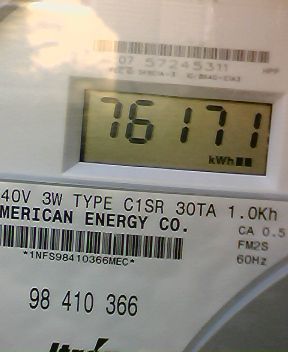 07 57245311
76171
kWh
40V 3W TYPE C1SR 30TA 1.0Kh
MERICAN ENERGY CO.
CA 0.5
FM2S
*1NFS98410366MEC*
60Hz
98 410 366